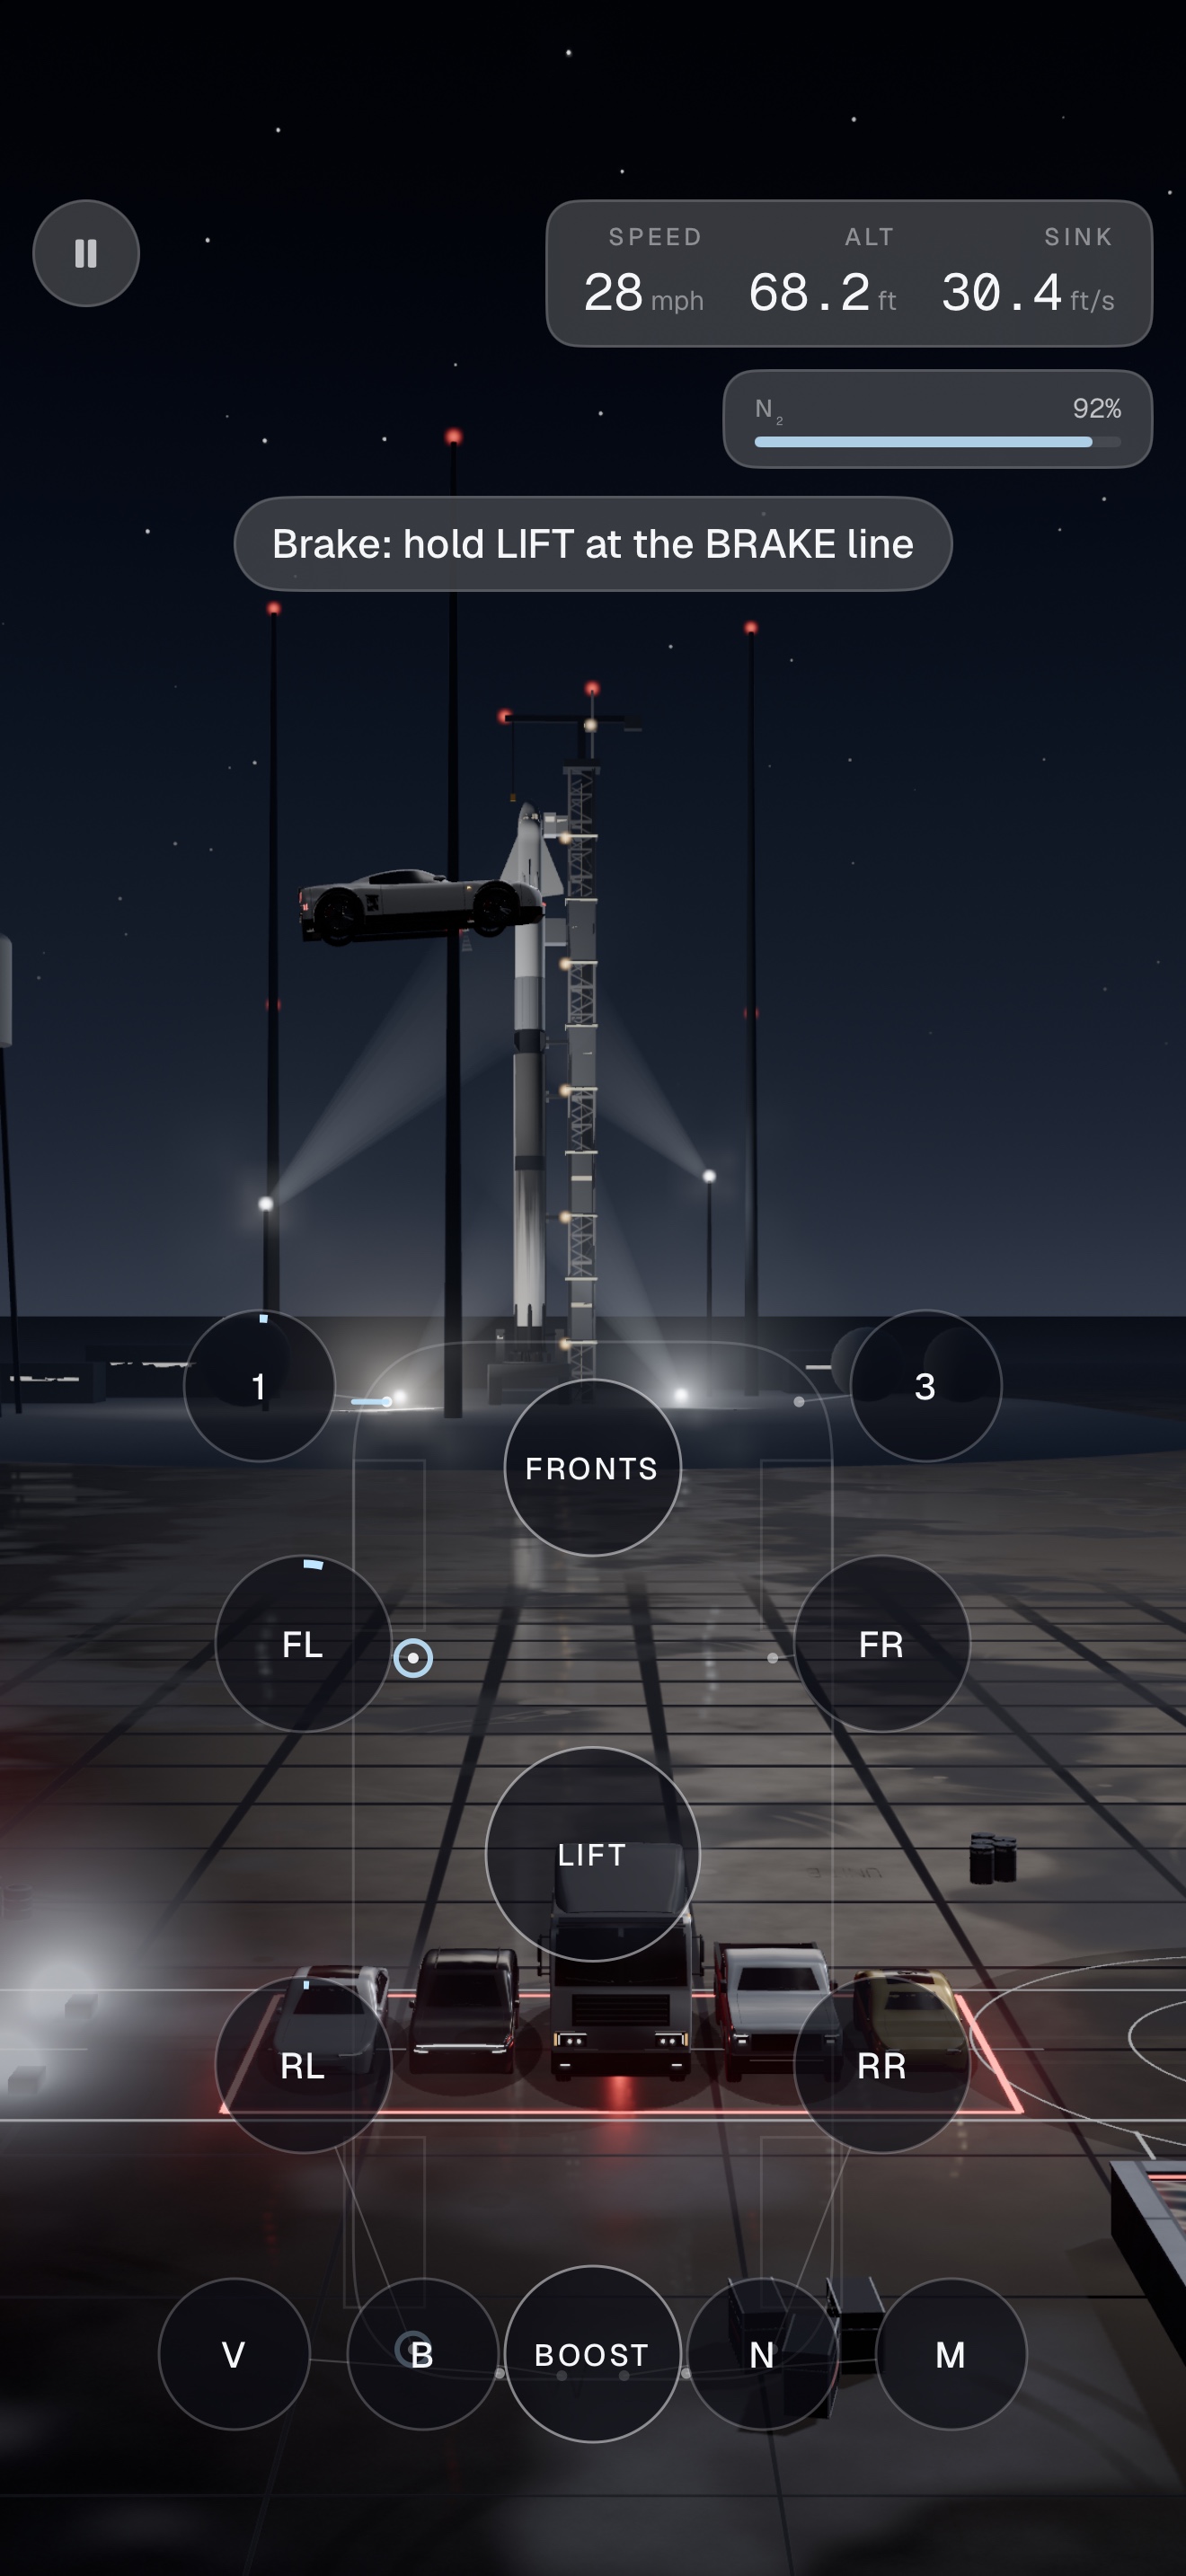 SPEED ALT SINK
28 mph 68.2 ft 30.4 ft/s
N2 92%
Brake: hold LIFT at the BRAKE line
1 3
FRONTS
FL FR
LIFT
RL RR
V B BOOST N M